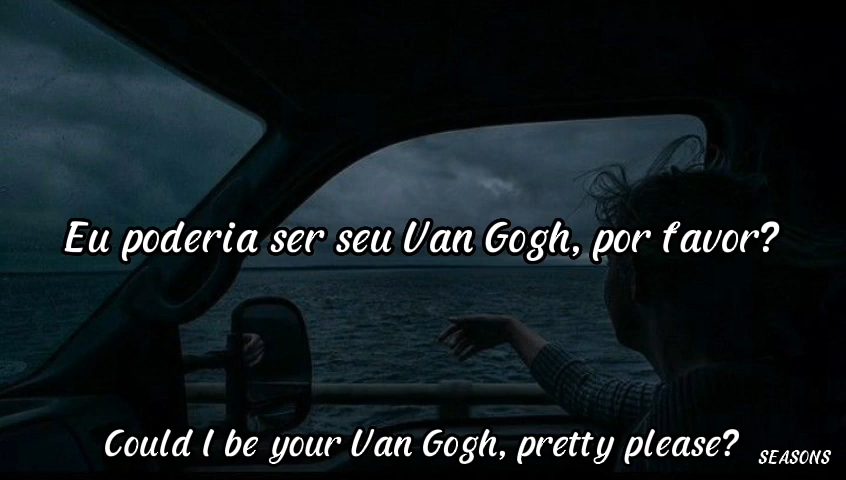 Eu poderia ser seu Van Gogh, por favor?
Could I be your Van Gogh, pretty please?
SEASONS